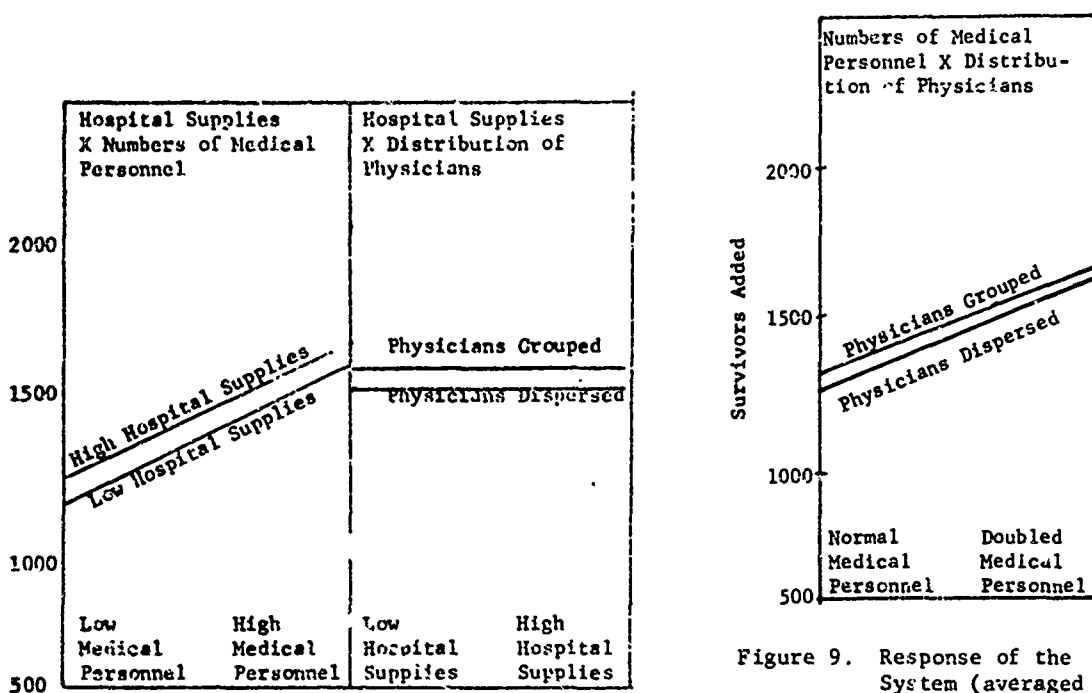 Hospital Supplies
X Numbers of Medical
Personnel
Hospital Supplies
X Distribution of
Physicians
2000
1500
1000
500
High Hospital Supplies
Low Hospital Supplies
Physicians Grouped
Physicians Dispersed
Low
Medical
Personnel
High
Medical
Personnel
Low
Hospital
Supplies
High
Hospital
Supplies
Numbers of Medical
Personnel X Distribu-
tion of Physicians
Survivors Added
2000
1500
1000
500
Physicians Grouped
Physicians Dispersed
Normal
Medical
Personnel
Doubled
Medical
Personnel
Figure 9. Response of the
System (averaged